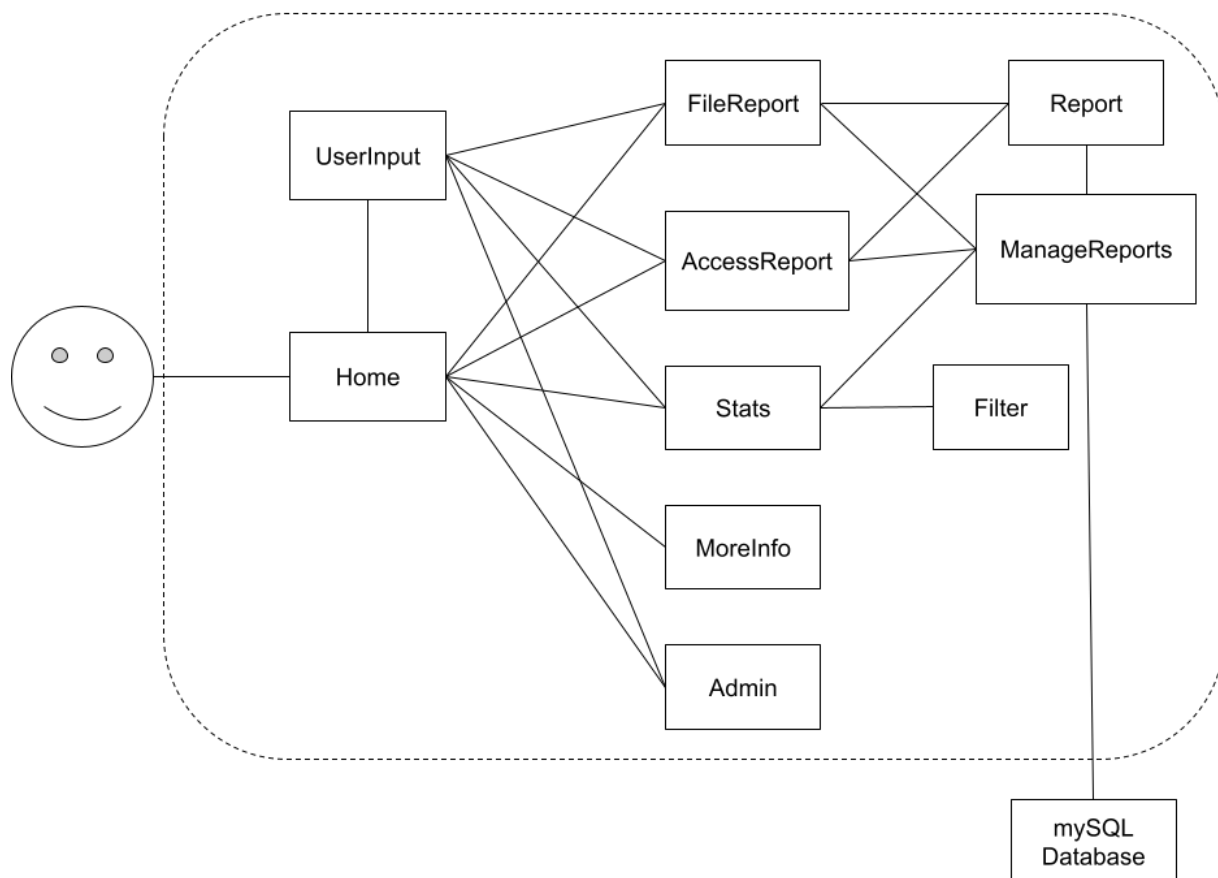 FileReport
Report
UserInput
AccessReport
ManageReports
Home
Stats
Filter
MoreInfo
Admin
mySQL
Database